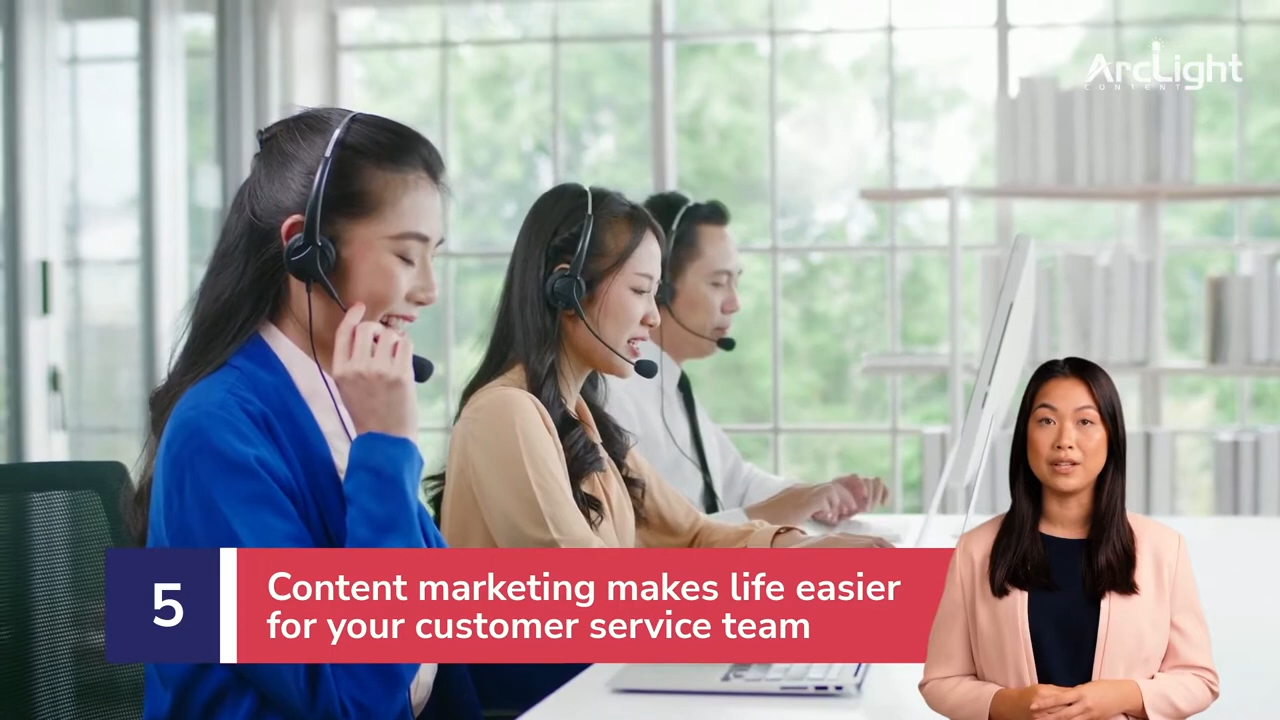 ArcLight
CONTENT
5
Content marketing makes life easier
for your customer service team